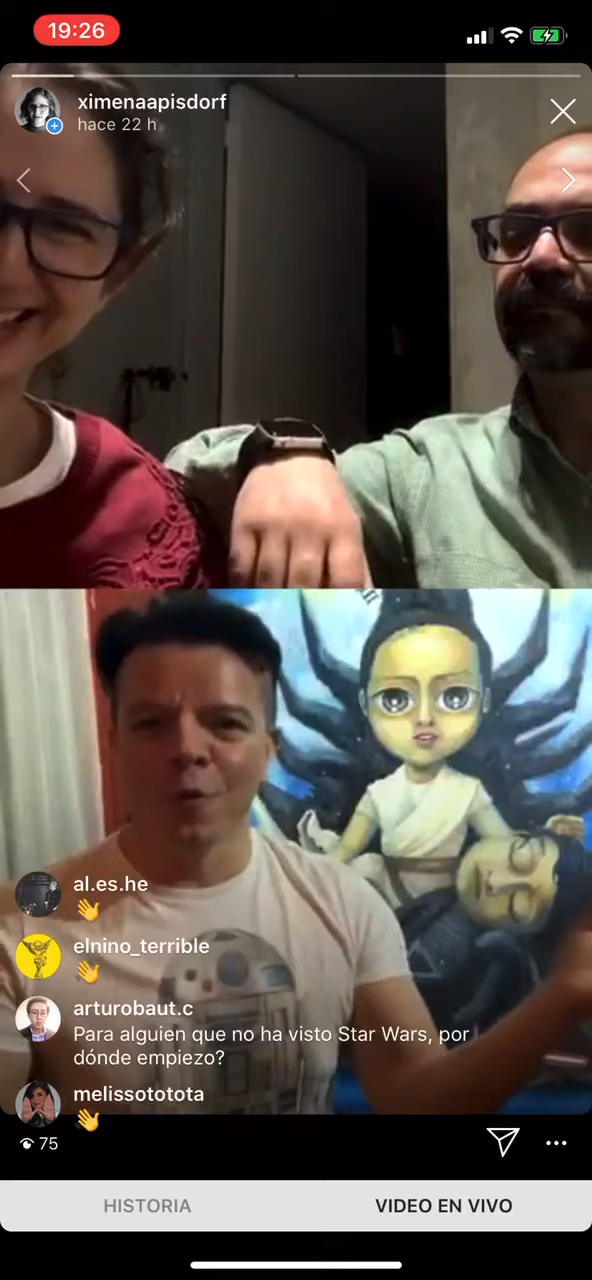 19:26
ximenaapisdorf
hace 22 h
al.es.he
elnino_terrible
arturobaut.c
Para alguien que no ha visto Star Wars, por
dónde empiezo?
melissototota
75
HISTORIA
VIDEO EN VIVO